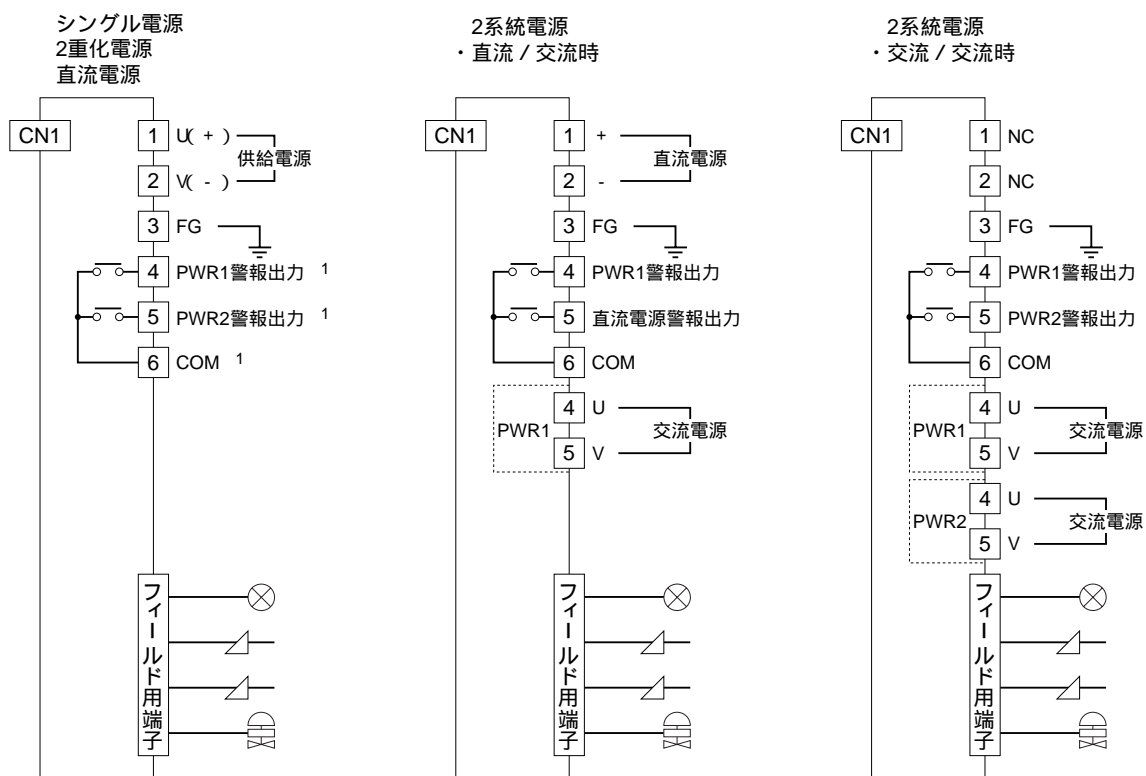 シングル電源
2重化電源
直流電源
CN1
1 U( + )
供給電源
2 V( - )
3 FG
4 PWR1警報出力 1
5 PWR2警報出力 1
6 COM 1
フィールド用端子
2系統電源
・直流 / 交流時
CN1
1 +
直流電源
2 -
3 FG
4 PWR1警報出力
5 直流電源警報出力
6 COM
4 U
PWR1 交流電源
5 V
フィールド用端子
2系統電源
・交流 / 交流時
CN1
1 NC
2 NC
3 FG
4 PWR1警報出力
5 PWR2警報出力
6 COM
4 U
PWR1 交流電源
5 V
4 U
PWR2 交流電源
5 V
フィールド用端子